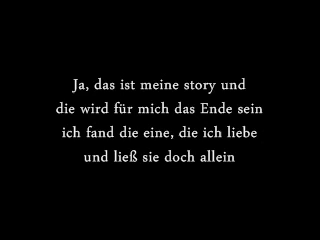 Ja, das ist meine story und
die wird für mich das Ende sein
ich fand die eine, die ich liebe
und ließ sie doch allein